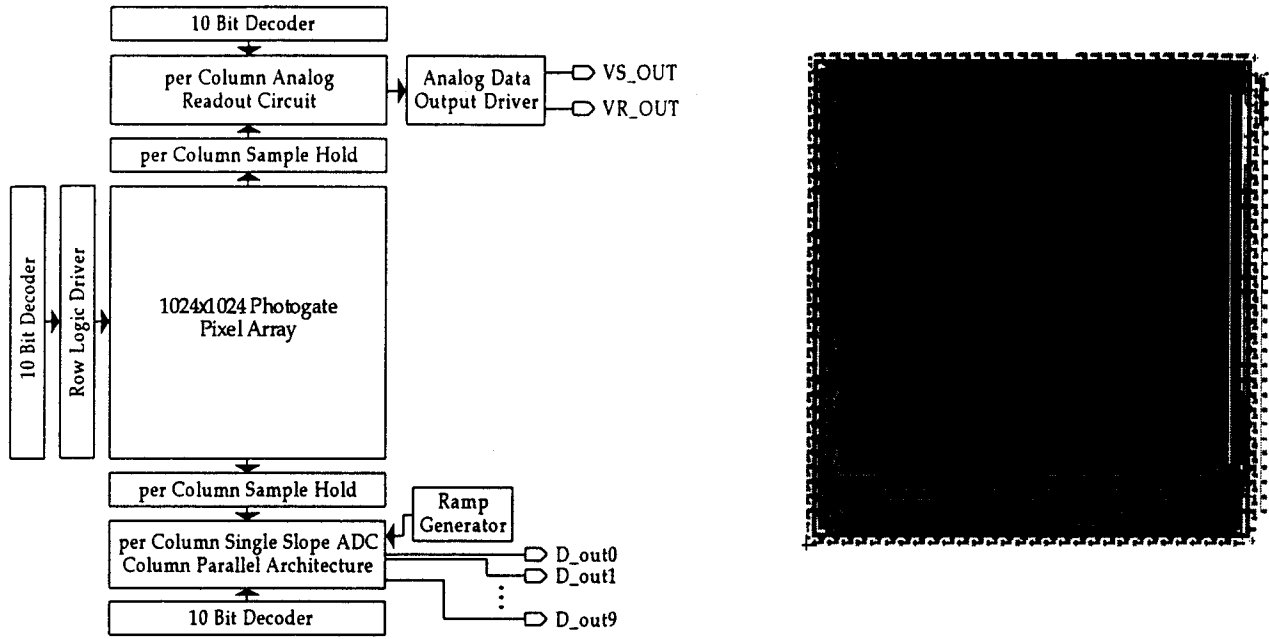 10 Bit Decoder
per Column Analog
Readout Circuit
Analog Data
Output Driver
VS_OUT
VR_OUT
per Column Sample Hold
10 Bit Decoder
Row Logic Driver
1024x1024 Photogate
Pixel Array
per Column Sample Hold
Ramp
Generator
per Column Single Slope ADC
Column Parallel Architecture
D_out0
D_out1
D_out9
10 Bit Decoder